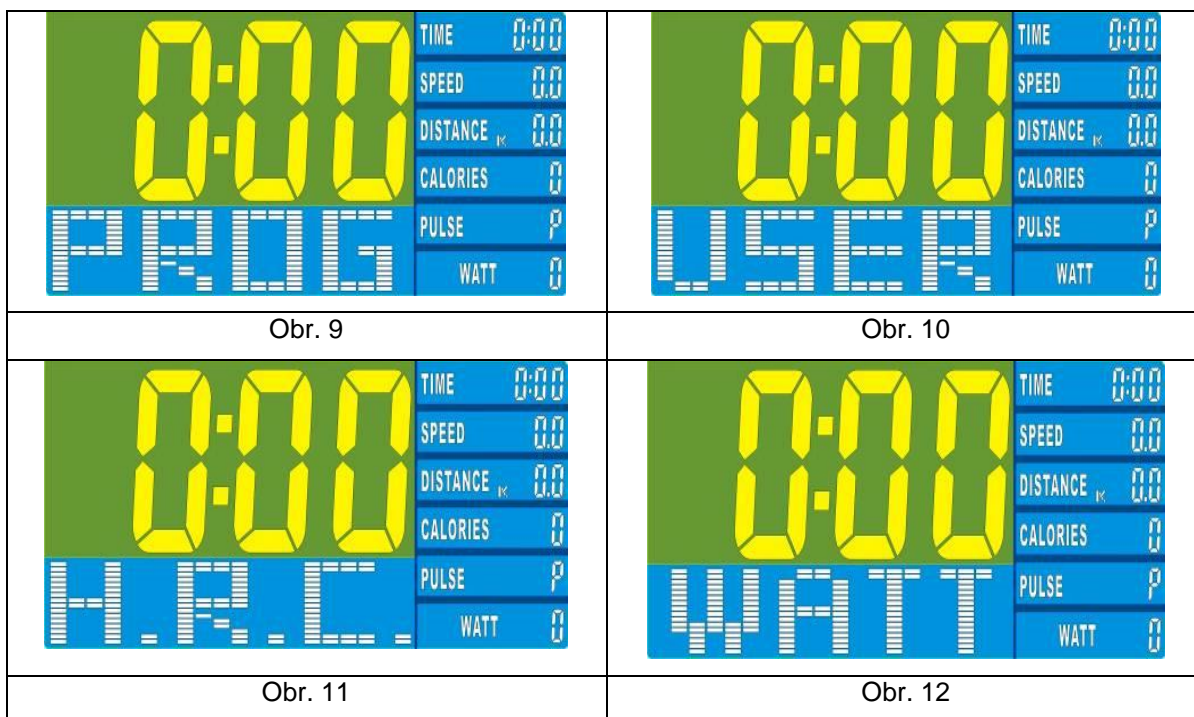 0:00
TIME 0:00
SPEED 0.0
DISTANCE K 0.0
CALORIES 0
PULSE P
WATT 0
PROG
Obr. 9
0:00
TIME 0:00
SPEED 0.0
DISTANCE K 0.0
CALORIES 0
PULSE P
WATT 0
USER
Obr. 10
0:00
TIME 0:00
SPEED 0.0
DISTANCE K 0.0
CALORIES 0
PULSE P
WATT 0
H.R.C.
Obr. 11
0:00
TIME 0:00
SPEED 0.0
DISTANCE K 0.0
CALORIES 0
PULSE P
WATT 0
WATT
Obr. 12